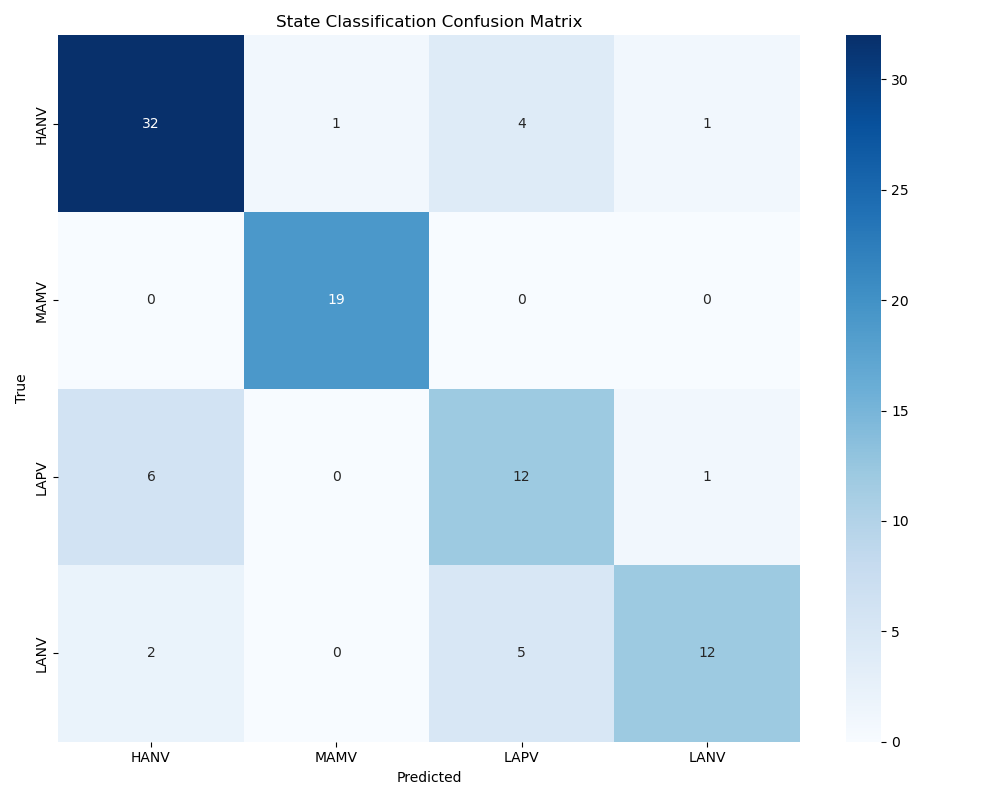 State Classification Confusion Matrix
HANV 32 1 4 1
MAMV 0 19 0 0
LAPV 6 0 12 1
LANV 2 0 5 12
HANV MAMV LAPV LANV
Predicted
True
30
25
20
15
10
5
0